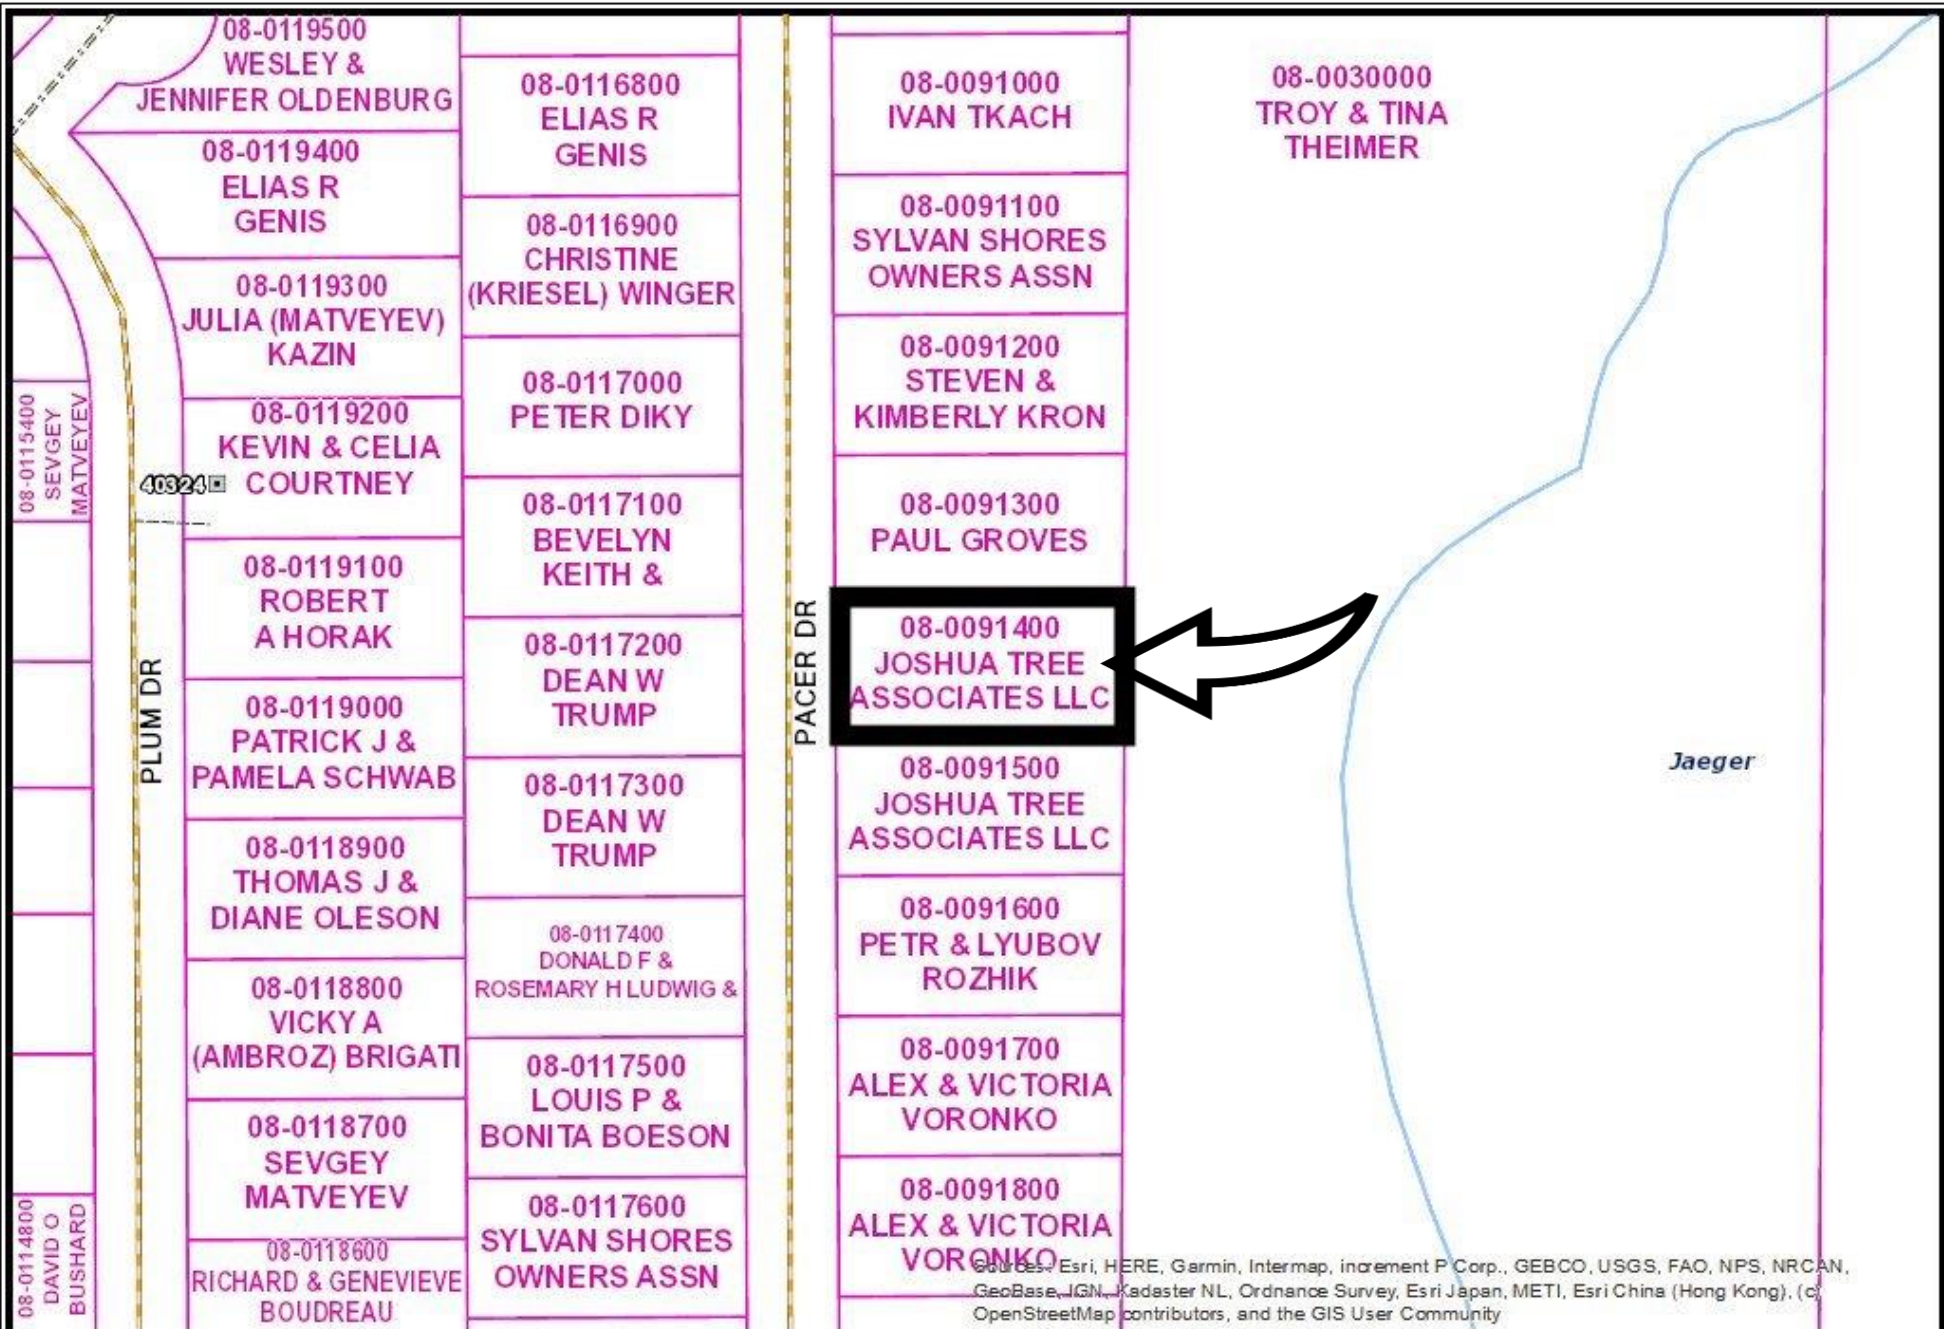 08-0119500
WESLEY &
JENNIFER OLDENBURG
08-0119400
ELIAS R
GENIS
08-0119300
JULIA (MATVEYEV)
KAZIN
08-0119200
KEVIN & CELIA
COURTNEY
40324
08-0119100
ROBERT
A HORAK
08-0119000
PATRICK J &
PAMELA SCHWAB
08-0118900
THOMAS J &
DIANE OLESON
08-0118800
VICKY A
(AMBROZ) BRIGATI
08-0118700
SEVGEY
MATVEYEV
08-0118600
RICHARD & GENEVIEVE
BOUDREAU
08-0115400
SEVGEY
MATVEYEV
08-0114800
DAVID O
BUSHARD
PLUM DR
08-0116800
ELIAS R
GENIS
08-0116900
CHRISTINE
(KRIESEL) WINGER
08-0117000
PETER DIKY
08-0117100
BEVELYN
KEITH &
08-0117200
DEAN W
TRUMP
08-0117300
DEAN W
TRUMP
08-0117400
DONALD F &
ROSEMARY H LUDWIG &
08-0117500
LOUIS P &
BONITA BOESON
08-0117600
SYLVAN SHORES
OWNERS ASSN
PACER DR
08-0091000
IVAN TKACH
08-0091100
SYLVAN SHORES
OWNERS ASSN
08-0091200
STEVEN &
KIMBERLY KRON
08-0091300
PAUL GROVES
08-0091400
JOSHUA TREE
ASSOCIATES LLC
08-0091500
JOSHUA TREE
ASSOCIATES LLC
08-0091600
PETR & LYUBOV
ROZHIK
08-0091700
ALEX & VICTORIA
VORONKO
08-0091800
ALEX & VICTORIA
VORONKO
08-0030000
TROY & TINA
THEIMER
Jaeger
Sources: Esri, HERE, Garmin, Intermap, increment P Corp., GEBCO, USGS, FAO, NPS, NRCAN,
GeoBase, IGN, Kadaster NL, Ordnance Survey, Esri Japan, METI, Esri China (Hong Kong), (c)
OpenStreetMap contributors, and the GIS User Community